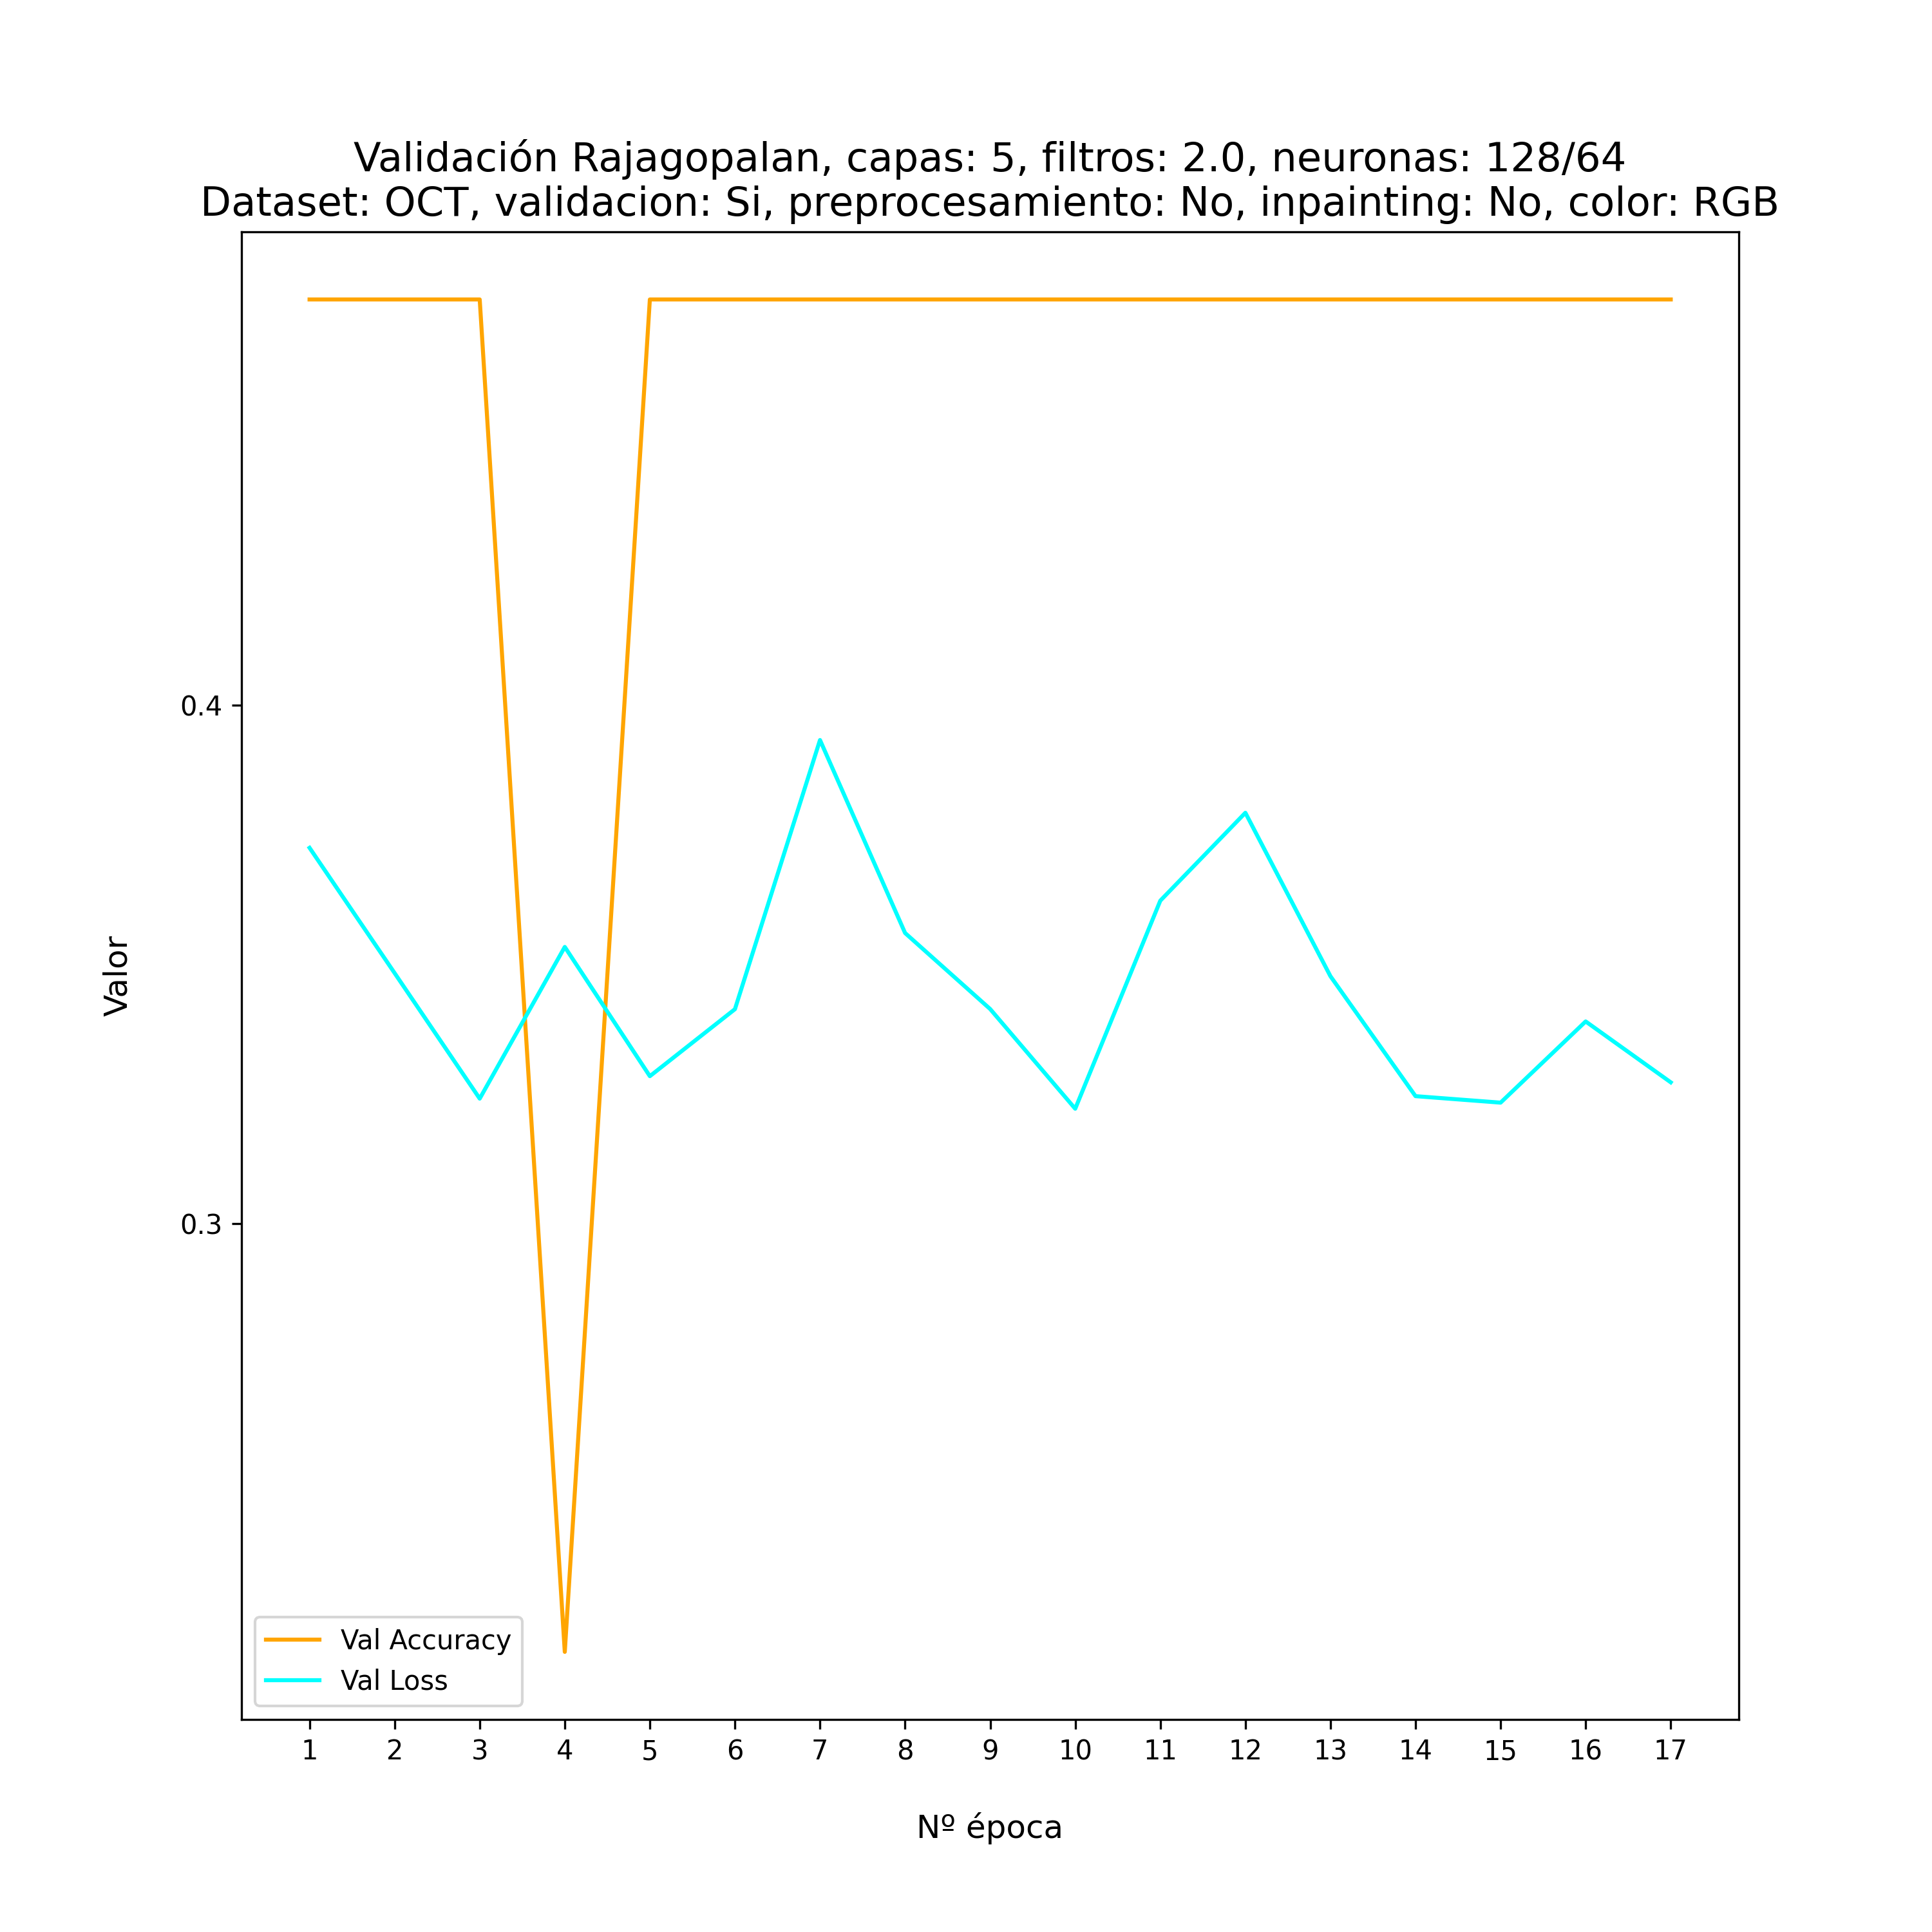 Validación Rajagopalan, capas: 5, filtros: 2.0, neuronas: 128/64
Dataset: OCT, validacion: Si, preprocesamiento: No, inpainting: No, color: RGB
0.4
0.3
Valor
Val Accuracy
Val Loss
1 2 3 4 5 6 7 8 9 10 11 12 13 14 15 16 17
Nº época